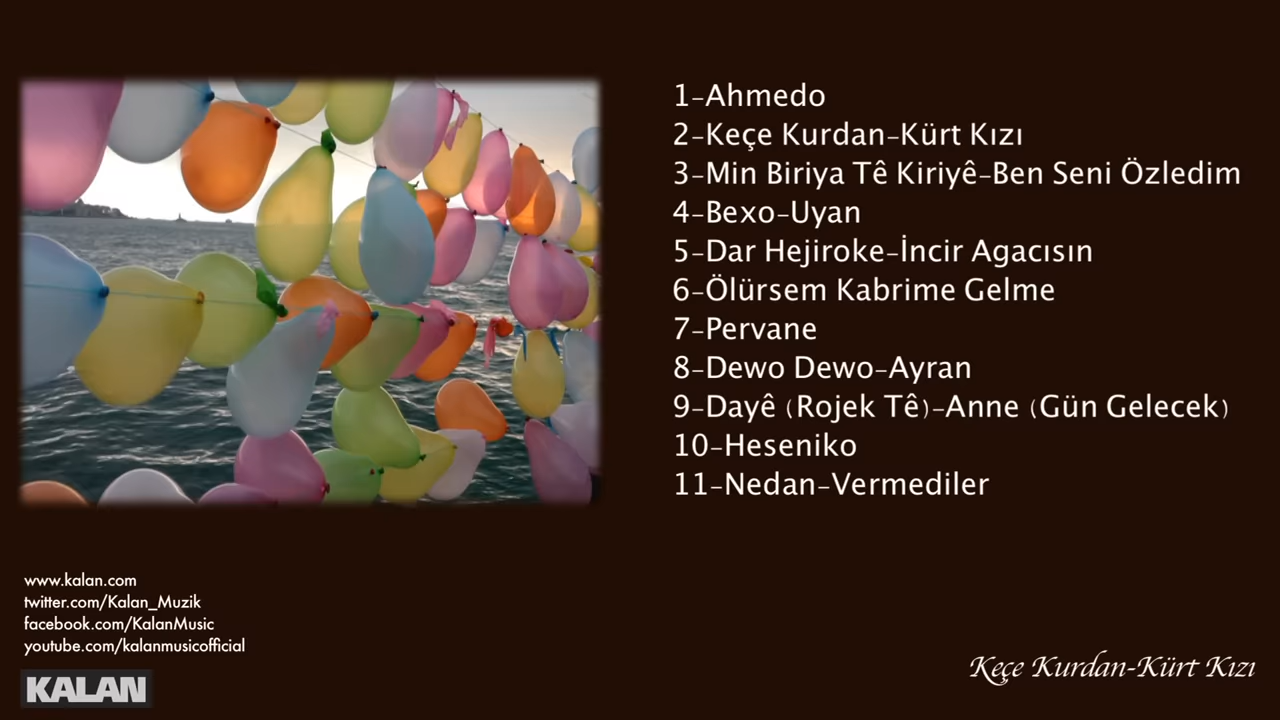 1-Ahmedo
2-Keçe Kurdan-Kürt Kızı
3-Min Biriya Tê Kiriyê-Ben Seni Özledim
4-Bexo-Uyan
5-Dar Hejiroke-İncir Agacısın
6-Ölürsem Kabrime Gelme
7-Pervane
8-Dewo Dewo-Ayran
9-Dayê (Rojek Tê)-Anne (Gün Gelecek)
10-Heseniko
11-Nedan-Vermediler
www.kalan.com
twitter.com/Kalan_Muzik
facebook.com/KalanMusic
youtube.com/kalanmusicofficial
KALAN
Keçe Kurdan-Kürt Kızı